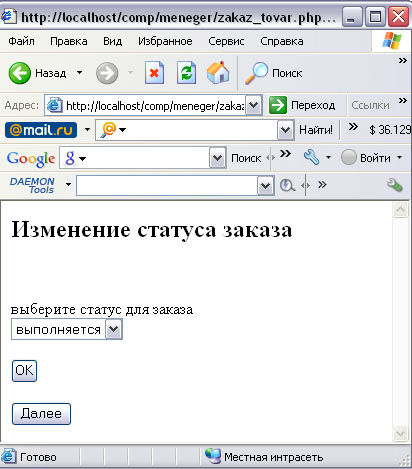 http://localhost/comp/meneger/zakaz_tovar.php...
Файл Правка Вид Избранное Сервис Справка
Назад Поиск
Адрес: http://localhost/comp/meneger/zakaz Переход Ссылки
@mail.ru @ Найти! $ 36.129
Google g Поиск Войти
DAEMON Tools
Изменение статуса заказа
выберите статус для заказа
выполняется
OK
Далее
Готово Местная интрасеть